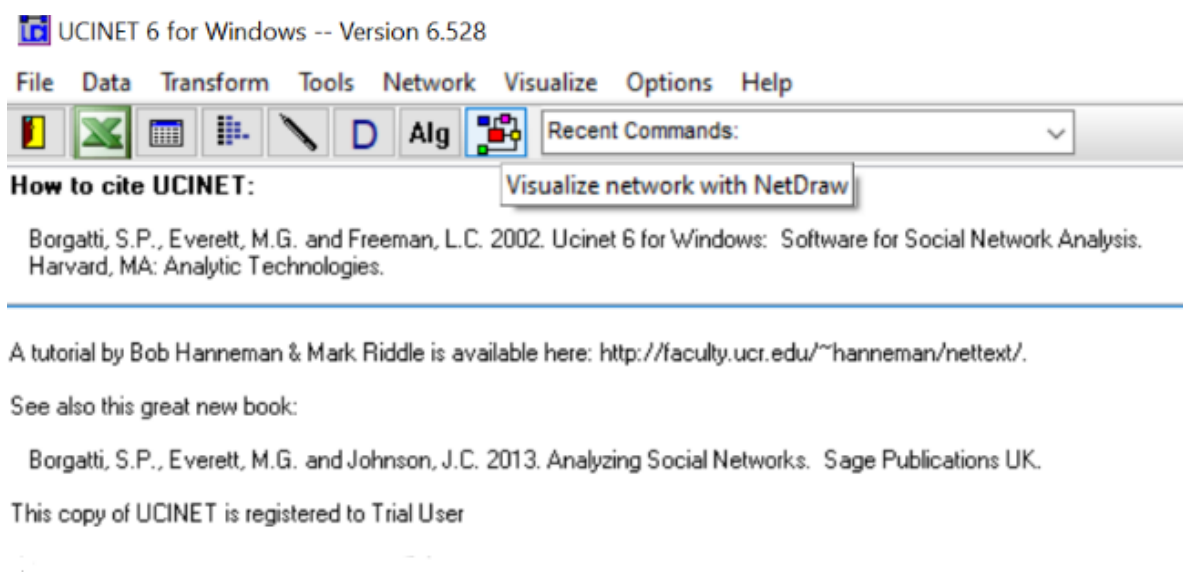 UCINET 6 for Windows -- Version 6.528
File Data Transform Tools Network Visualize Options Help
D Alg Recent Commands:
How to cite UCINET:
Visualize network with NetDraw
Borgatti, S.P., Everett, M.G. and Freeman, L.C. 2002. Ucinet 6 for Windows: Software for Social Network Analysis.
Harvard, MA: Analytic Technologies.
A tutorial by Bob Hanneman & Mark Riddle is available here: http://faculty.ucr.edu/~hanneman/nettext/.
See also this great new book:
Borgatti, S.P., Everett, M.G. and Johnson, J.C. 2013. Analyzing Social Networks. Sage Publications UK.
This copy of UCINET is registered to Trial User